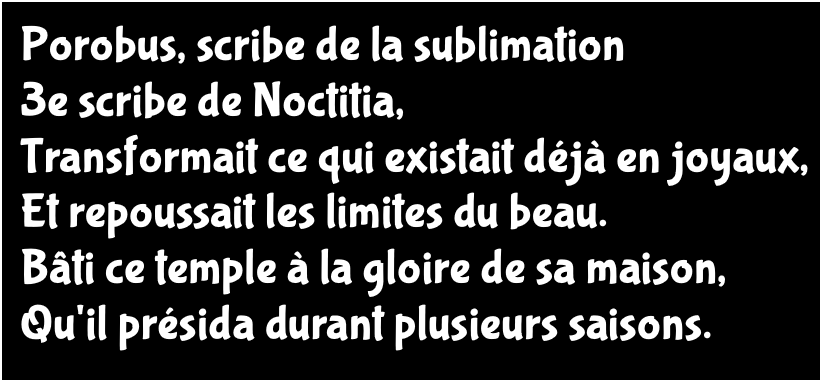 Porobus, scribe de la sublimation
3e scribe de Noctitia,
Transformait ce qui existait déjà en joyaux,
Et repoussait les limites du beau.
Bâti ce temple à la gloire de sa maison,
Qu'il présida durant plusieurs saisons.